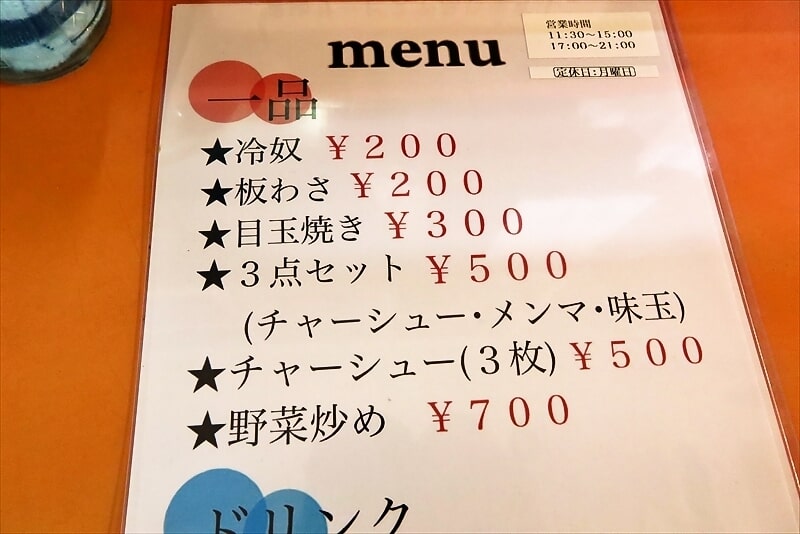 menu
営業時間
11:30～15:00
17:00～21:00
定休日:月曜日
一品
★冷奴 ￥200
★板わさ ￥200
★目玉焼き ￥300
★3点セット ￥500
(チャーシュー・メンマ・味玉)
★チャーシュー(3枚) ￥500
★野菜炒め ￥700
ドリンク